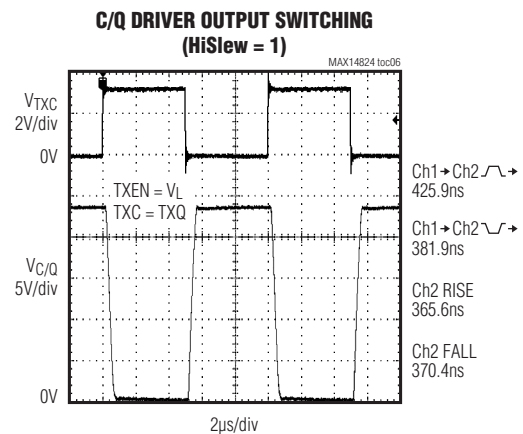 C/Q DRIVER OUTPUT SWITCHING
(HiSlew = 1)
MAX14824 toc06
VTXC
2V/div
0V
TXEN = VL
TXC = TXQ
VC/Q
5V/div
0V
Ch1 → Ch2 →
425.9ns
Ch1 → Ch2 →
381.9ns
Ch2 RISE
365.6ns
Ch2 FALL
370.4ns
2µs/div